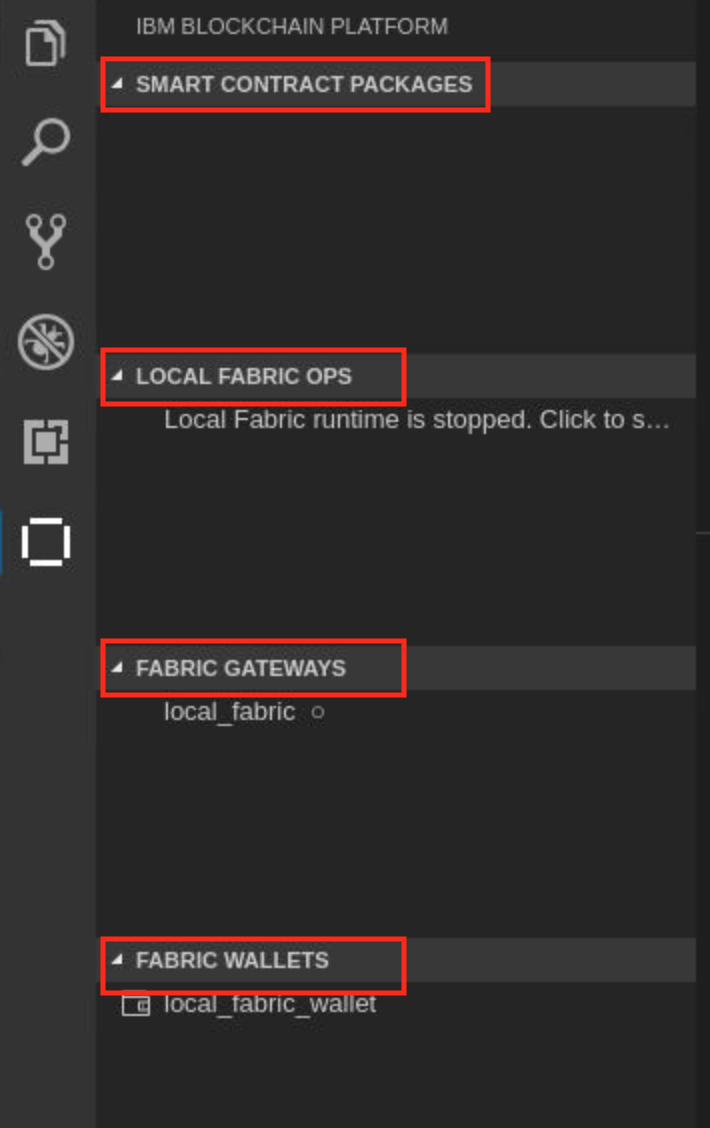 IBM BLOCKCHAIN PLATFORM
SMART CONTRACT PACKAGES
LOCAL FABRIC OPS
Local Fabric runtime is stopped. Click to s...
FABRIC GATEWAYS
local_fabric
FABRIC WALLETS
local_fabric_wallet